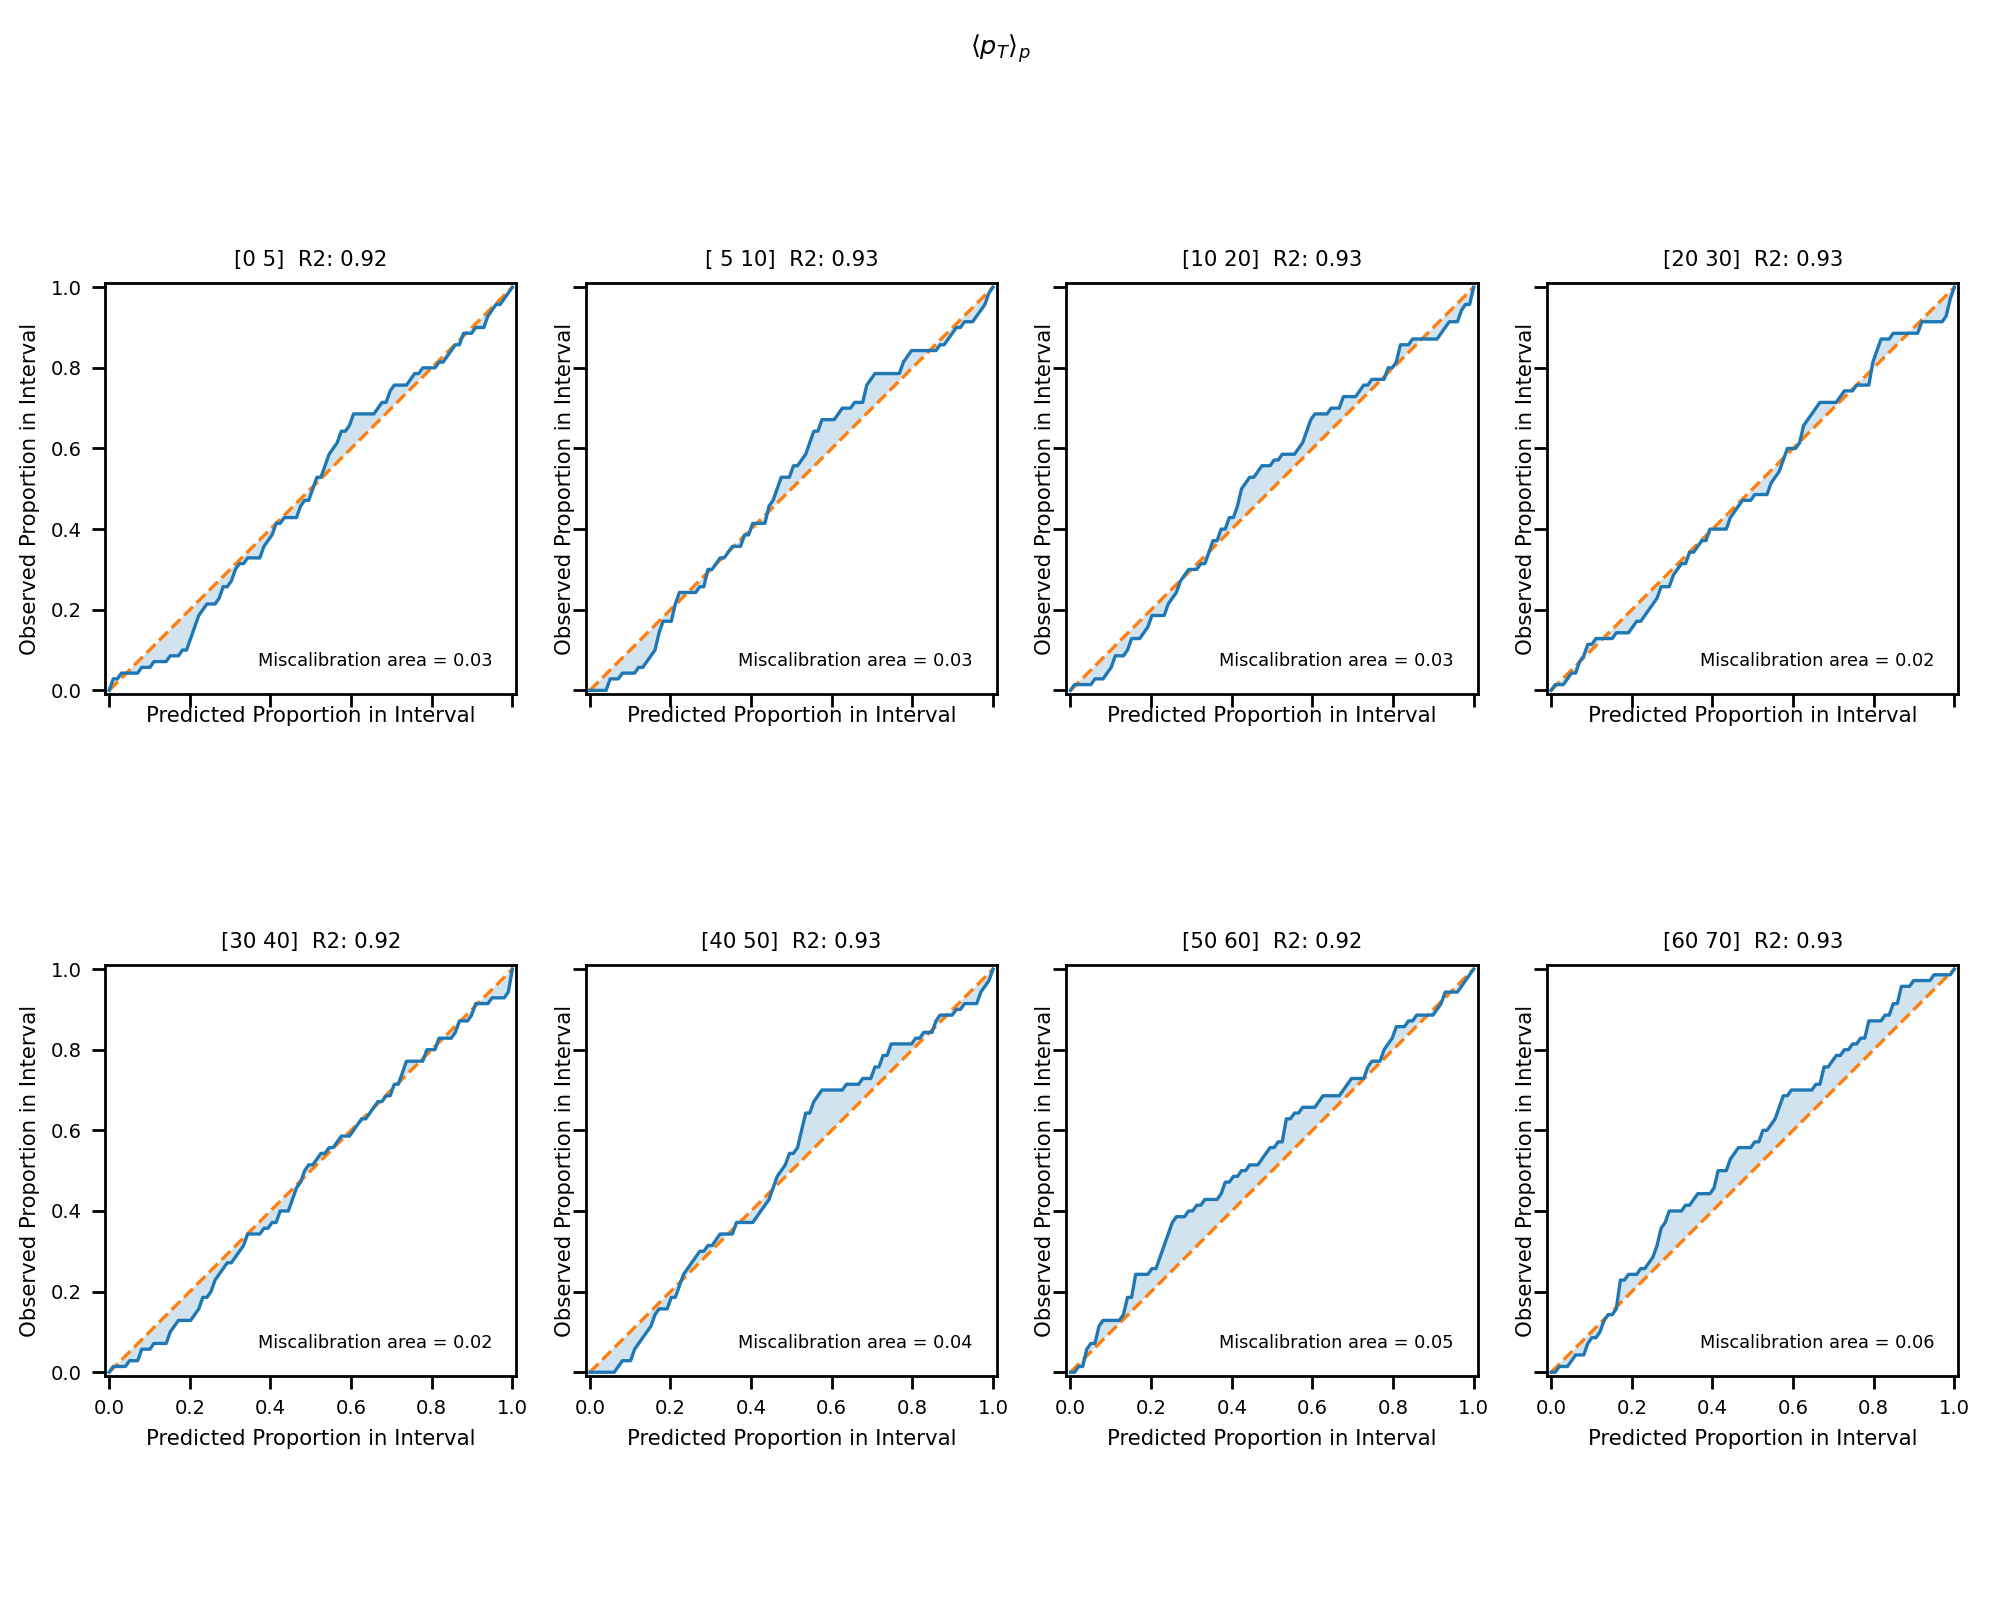 ⟨p_T⟩_p
[0 5]  R2: 0.92
[ 5 10]  R2: 0.93
[10 20]  R2: 0.93
[20 30]  R2: 0.93
1.0
0.8
0.6
0.4
0.2
0.0
Observed Proportion in Interval
Observed Proportion in Interval
Observed Proportion in Interval
Observed Proportion in Interval
Miscalibration area = 0.03
Miscalibration area = 0.03
Miscalibration area = 0.03
Miscalibration area = 0.02
Predicted Proportion in Interval
Predicted Proportion in Interval
Predicted Proportion in Interval
Predicted Proportion in Interval
[30 40]  R2: 0.92
[40 50]  R2: 0.93
[50 60]  R2: 0.92
[60 70]  R2: 0.93
1.0
0.8
0.6
0.4
0.2
0.0
Observed Proportion in Interval
Observed Proportion in Interval
Observed Proportion in Interval
Observed Proportion in Interval
Miscalibration area = 0.02
Miscalibration area = 0.04
Miscalibration area = 0.05
Miscalibration area = 0.06
0.0 0.2 0.4 0.6 0.8 1.0
0.0 0.2 0.4 0.6 0.8 1.0
0.0 0.2 0.4 0.6 0.8 1.0
0.0 0.2 0.4 0.6 0.8 1.0
Predicted Proportion in Interval
Predicted Proportion in Interval
Predicted Proportion in Interval
Predicted Proportion in Interval